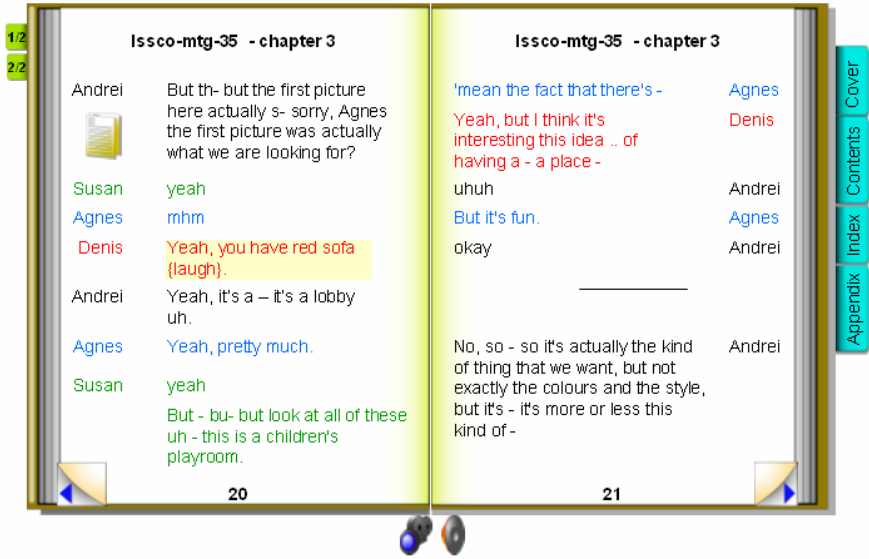 1/2
2/2
Issco-mtg-35 - chapter 3
Andrei But th- but the first picture
here actually s- sorry, Agnes
the first picture was actually
what we are looking for?
Susan yeah
Agnes mhm
Denis Yeah, you have red sofa
{laugh}.
Andrei Yeah, it's a – it's a lobby
uh.
Agnes Yeah, pretty much.
Susan yeah
But - bu- but look at all of these
uh - this is a children's
playroom.
20
Issco-mtg-35 - chapter 3
'mean the fact that there's - Agnes
Yeah, but I think it's Denis
interesting this idea .. of
having a - a place -
uhuh Andrei
But it's fun. Agnes
okay Andrei
No, so - so it's actually the kind Andrei
of thing that we want, but not
exactly the colours and the style,
but it's - it's more or less this
kind of -
21
Cover
Contents
Index
Appendix